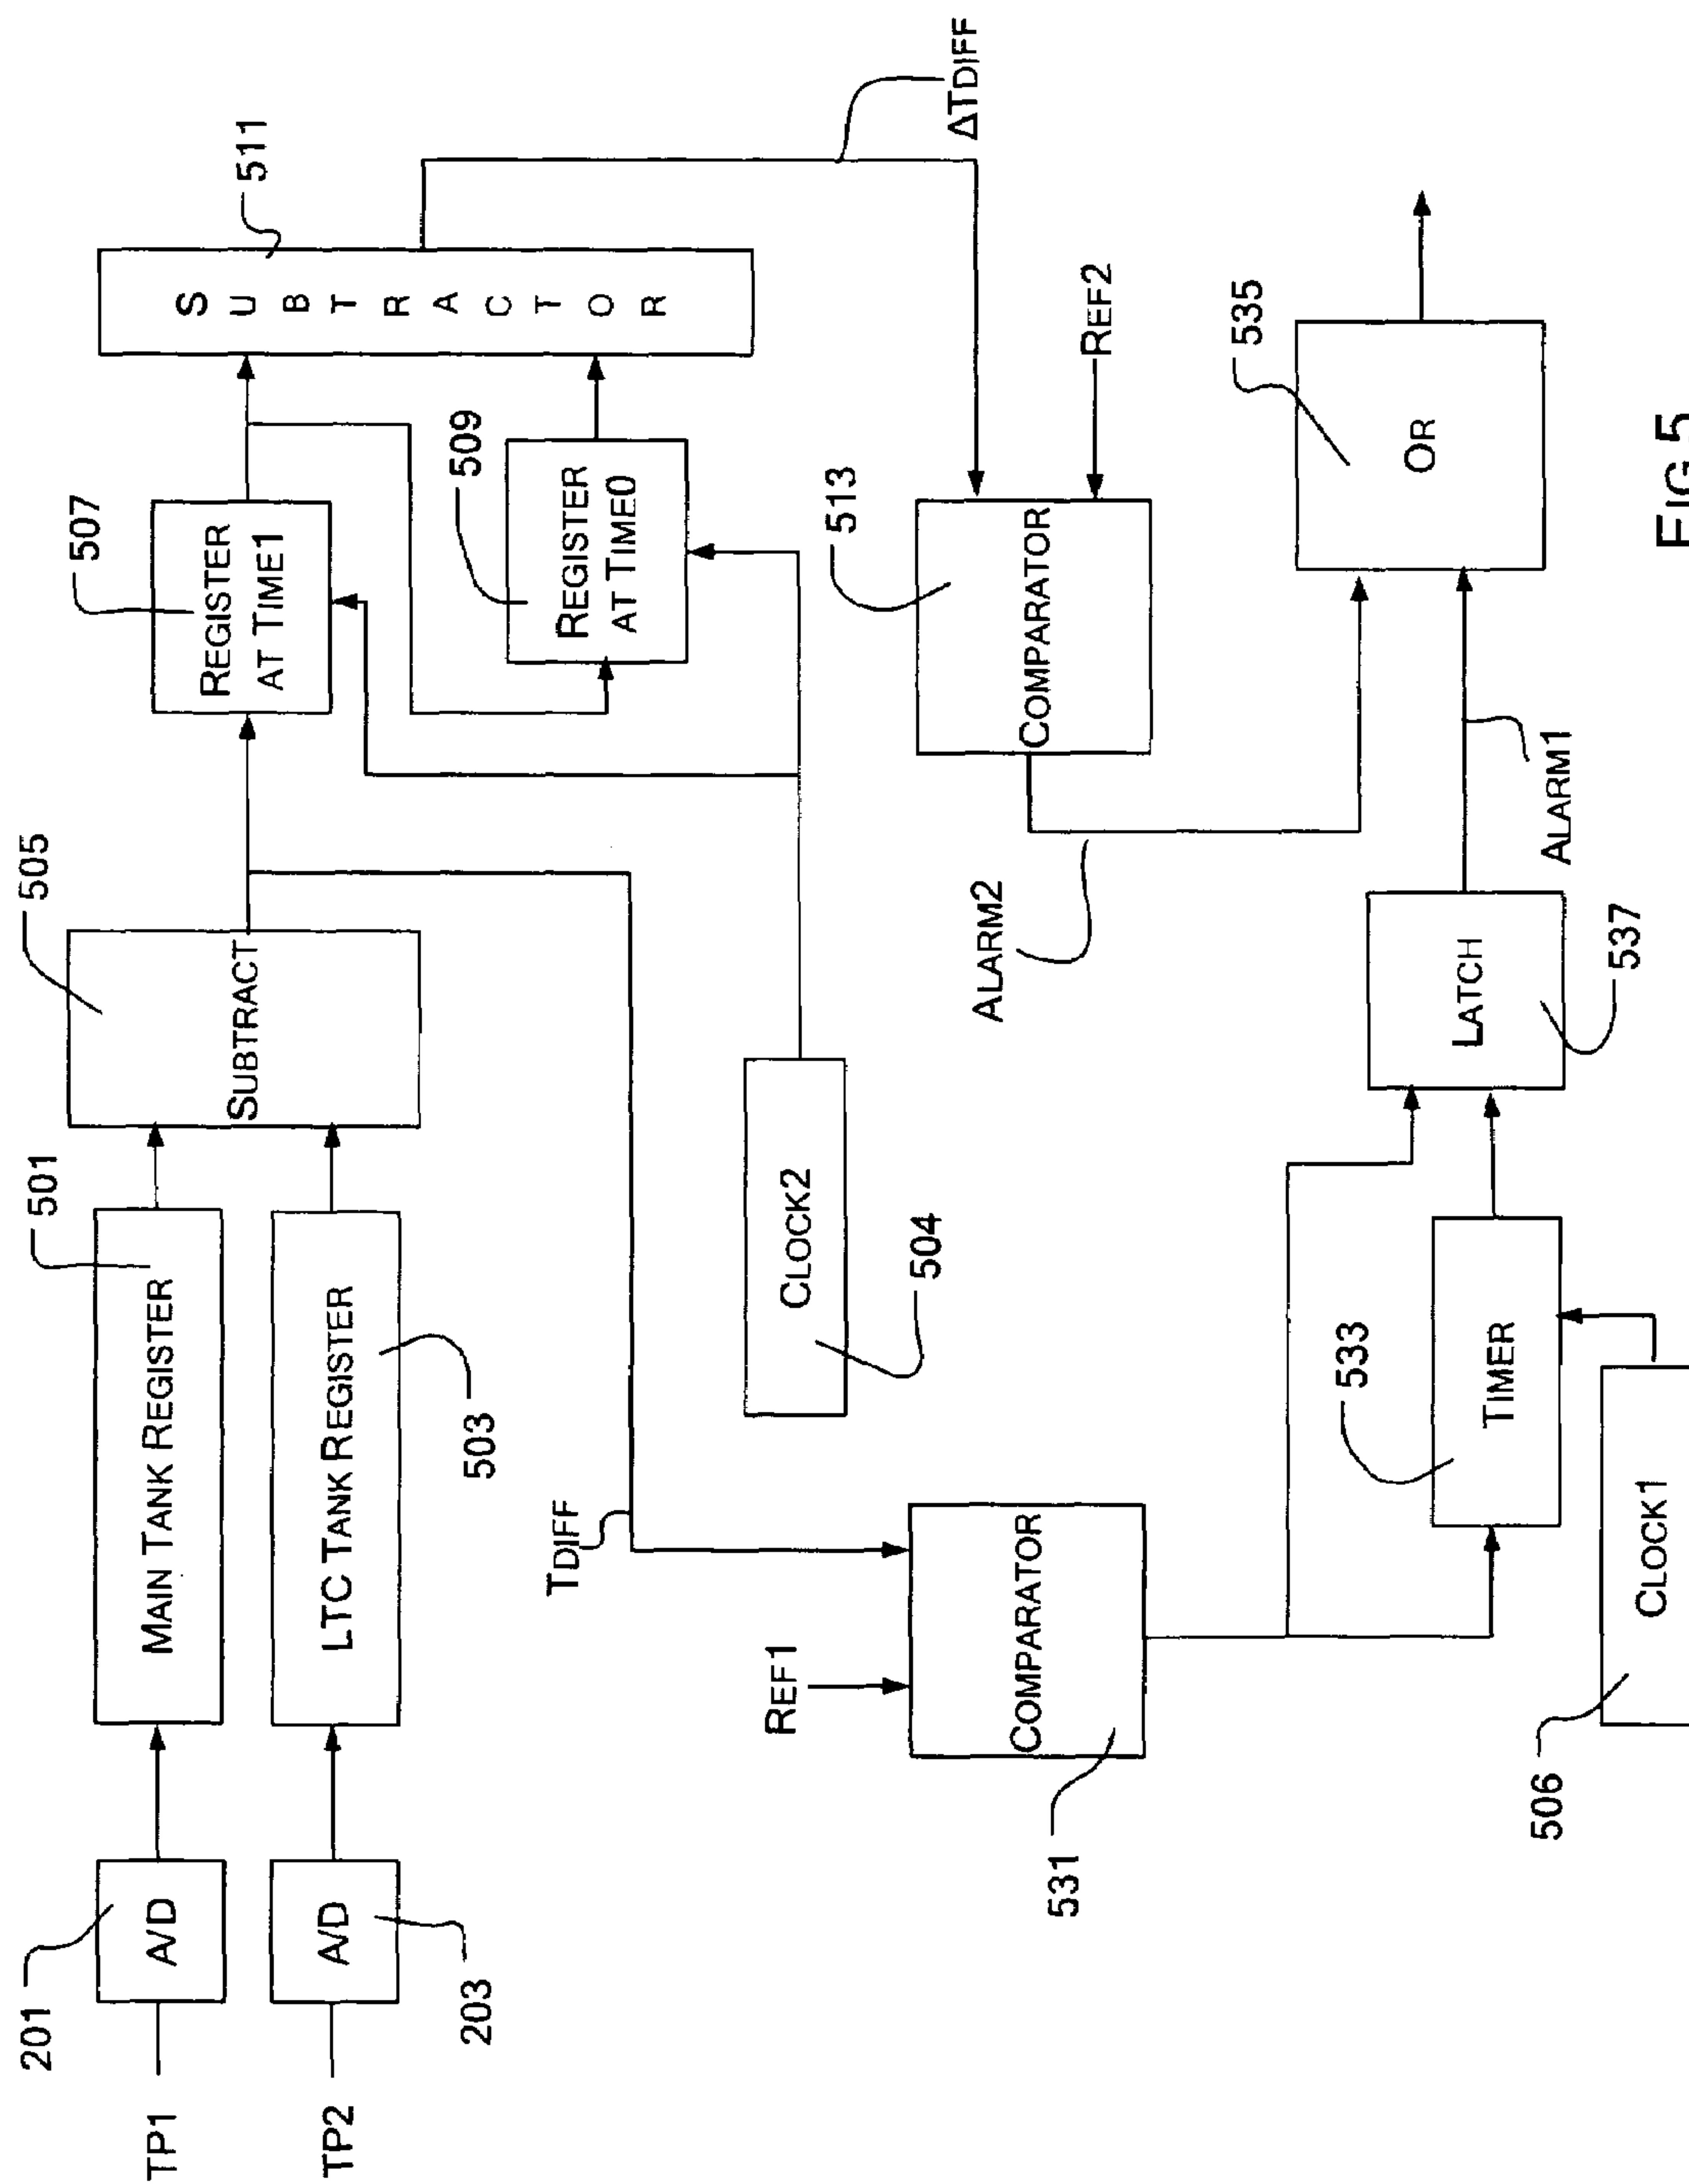 TP1
201
A/D
MAIN TANK REGISTER
501
SUBTRACT
505
REGISTER
AT TIME1
507
SUBTRACTOR
511
TP2
A/D
203
LTC TANK REGISTER
503
REGISTER
AT TIME0
509
TDIFF
CLOCK2
504
ΔTDIFF
REF1
COMPARATOR
531
ALARM2
COMPARATOR
513
REF2
TIMER
533
LATCH
537
ALARM1
OR
535
CLOCK1
506
FIG 5